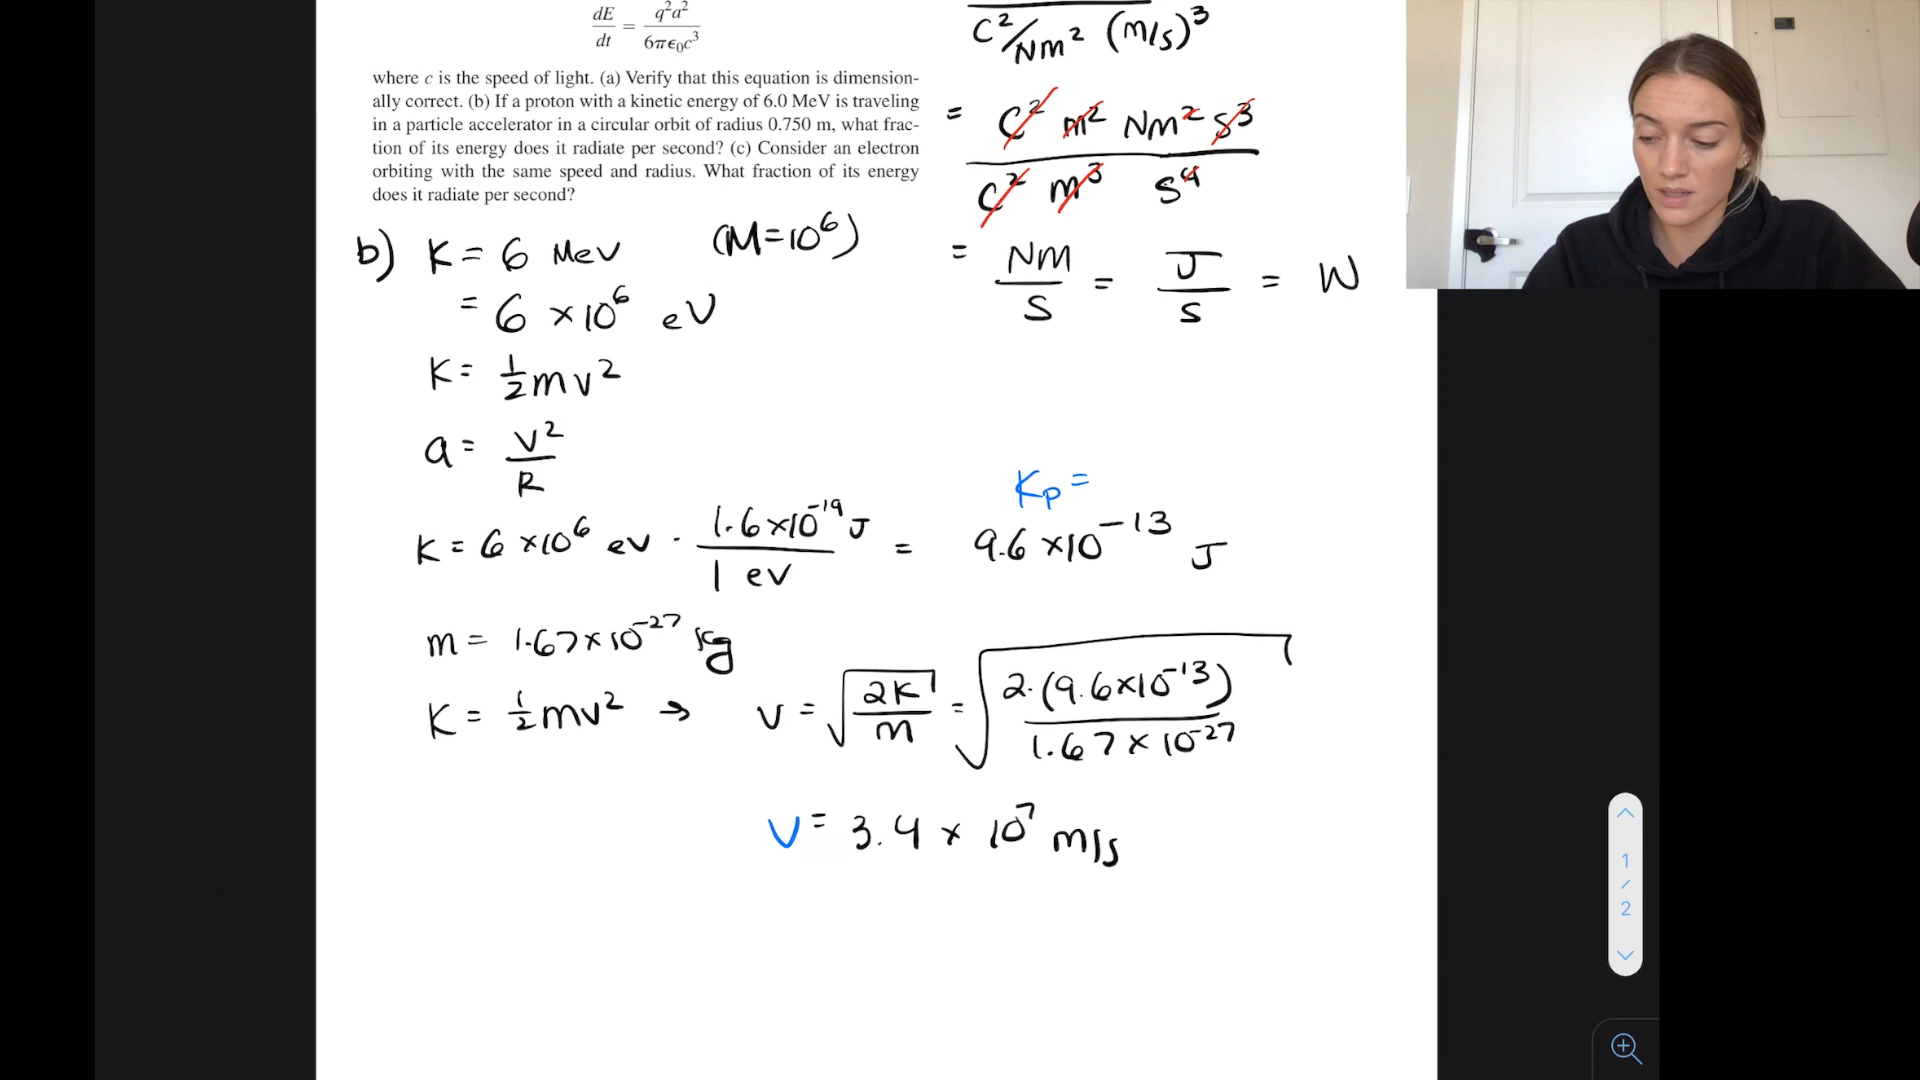 dE/dt = q²a²/6πϵ₀c³
where c is the speed of light. (a) Verify that this equation is dimension-
ally correct. (b) If a proton with a kinetic energy of 6.0 MeV is traveling
in a particle accelerator in a circular orbit of radius 0.750 m, what frac-
tion of its energy does it radiate per second? (c) Consider an electron
orbiting with the same speed and radius. What fraction of its energy
does it radiate per second?
C²/Nm² (m/s)³
= C² m² Nm² s³ / C² m³ s⁴
= Nm/s = J/s = W
b) K = 6 MeV (M=10⁶)
= 6 ×10⁶ eV
K = ½mv²
a = v²/R
K = 6 ×10⁶ eV · 1.6×10⁻¹⁹ J / 1 eV = 9.6 ×10⁻¹³ J
Kp =
m = 1.67×10⁻²⁷ kg
K = ½mv² → v = √(2K/m) = √(2·(9.6×10⁻¹³)/1.67×10⁻²⁷)
V = 3.4 × 10⁷ m/s
1
/
2